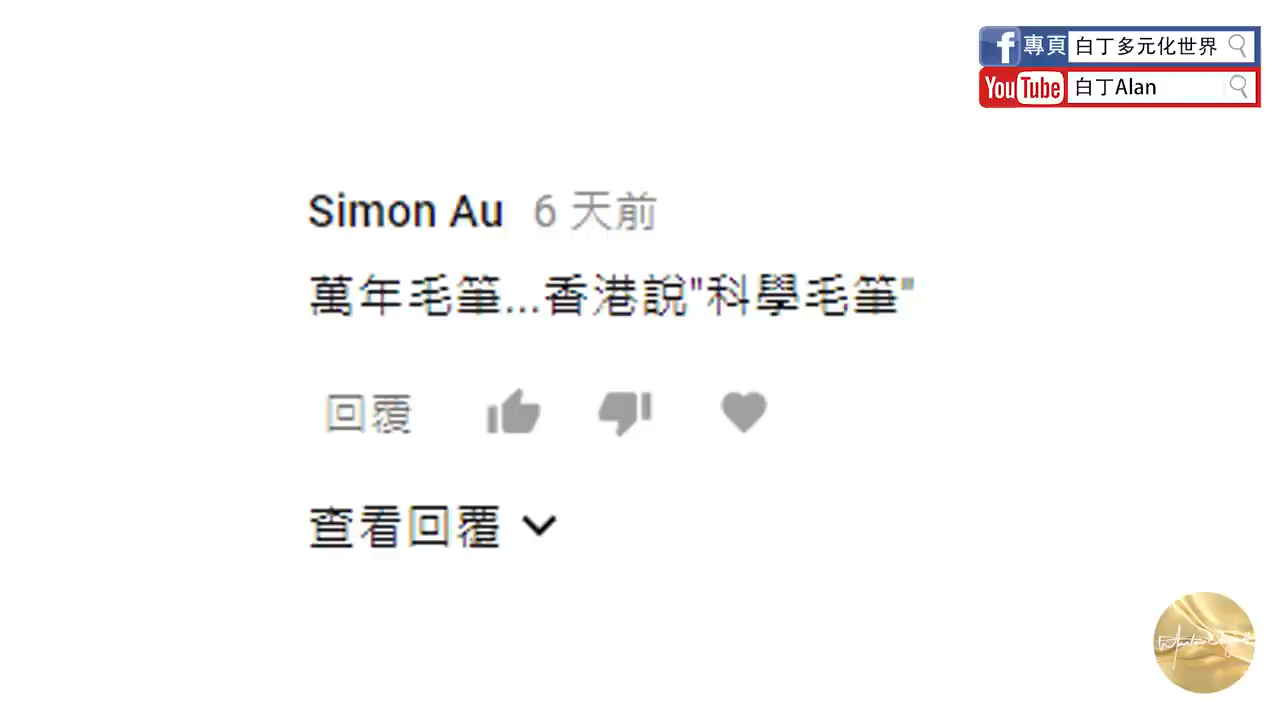 專頁 白丁多元化世界
YouTube 白丁Alan
Simon Au 6 天前
萬年毛筆...香港說"科學毛筆"
回覆
查看回覆